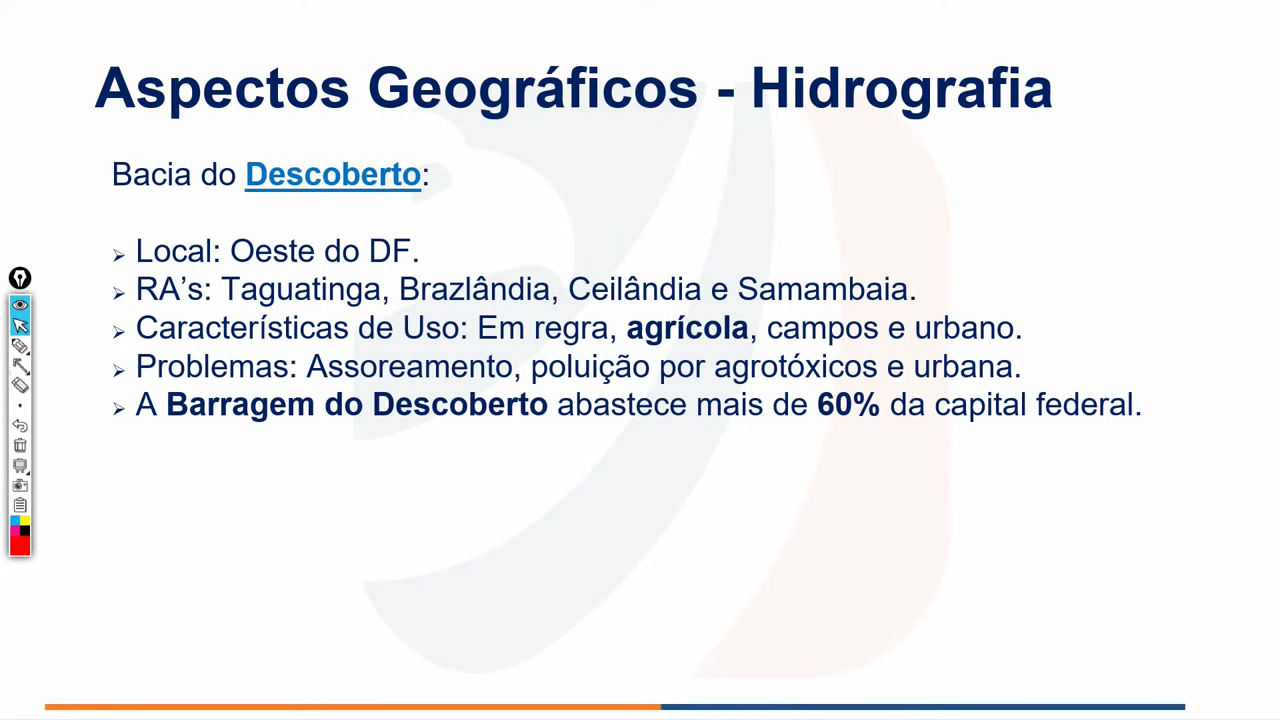 Aspectos Geográficos - Hidrografia
Bacia do Descoberto:
Local: Oeste do DF.
RA’s: Taguatinga, Brazlândia, Ceilândia e Samambaia.
Características de Uso: Em regra, agrícola, campos e urbano.
Problemas: Assoreamento, poluição por agrotóxicos e urbana.
A Barragem do Descoberto abastece mais de 60% da capital federal.